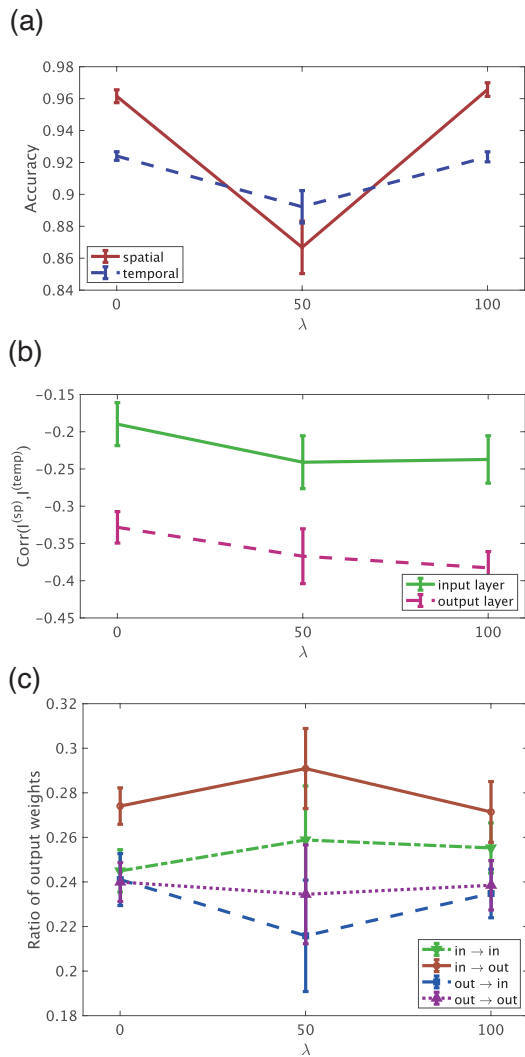 (a)
0.98
0.96
0.94
0.92
0.9
0.88
0.86
0.84
Accuracy
spatial
temporal
0
50
100
λ
(b)
-0.15
-0.2
-0.25
-0.3
-0.35
-0.4
-0.45
Corr(I^(sp),I^(temp))
input layer
output layer
0
50
100
λ
(c)
0.32
0.3
0.28
0.26
0.24
0.22
0.2
0.18
Ratio of output weights
in → in
in → out
out → in
out → out
0
50
100
λ